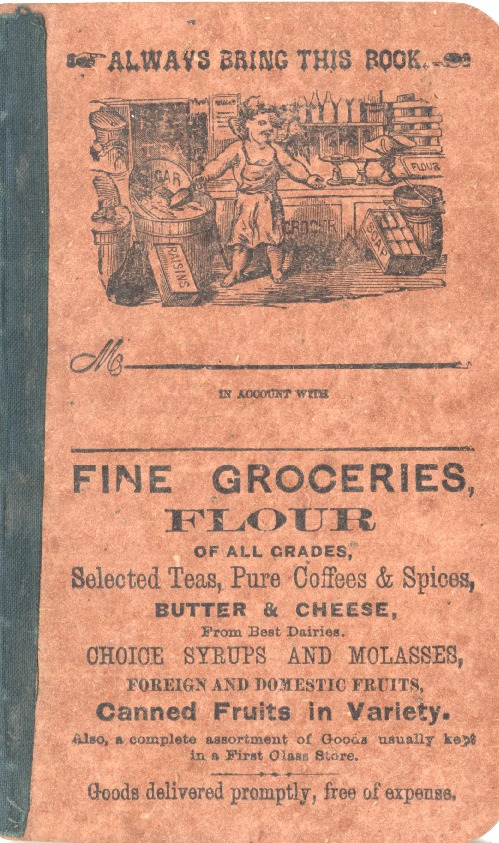 ALWAYS BRING THIS BOOK.
GAR
FLOUR
GROCER
RAISINS
SOAP
M
IN ACCOUNT WITH
FINE GROCERIES,
FLOUR
OF ALL GRADES,
Selected Teas, Pure Coffees & Spices,
BUTTER & CHEESE,
From Best Dairies.
CHOICE SYRUPS AND MOLASSES,
FOREIGN AND DOMESTIC FRUITS,
Canned Fruits in Variety.
Also, a complete assortment of Goods usually kept
in a First Class Store.
Goods delivered promptly, free of expense.